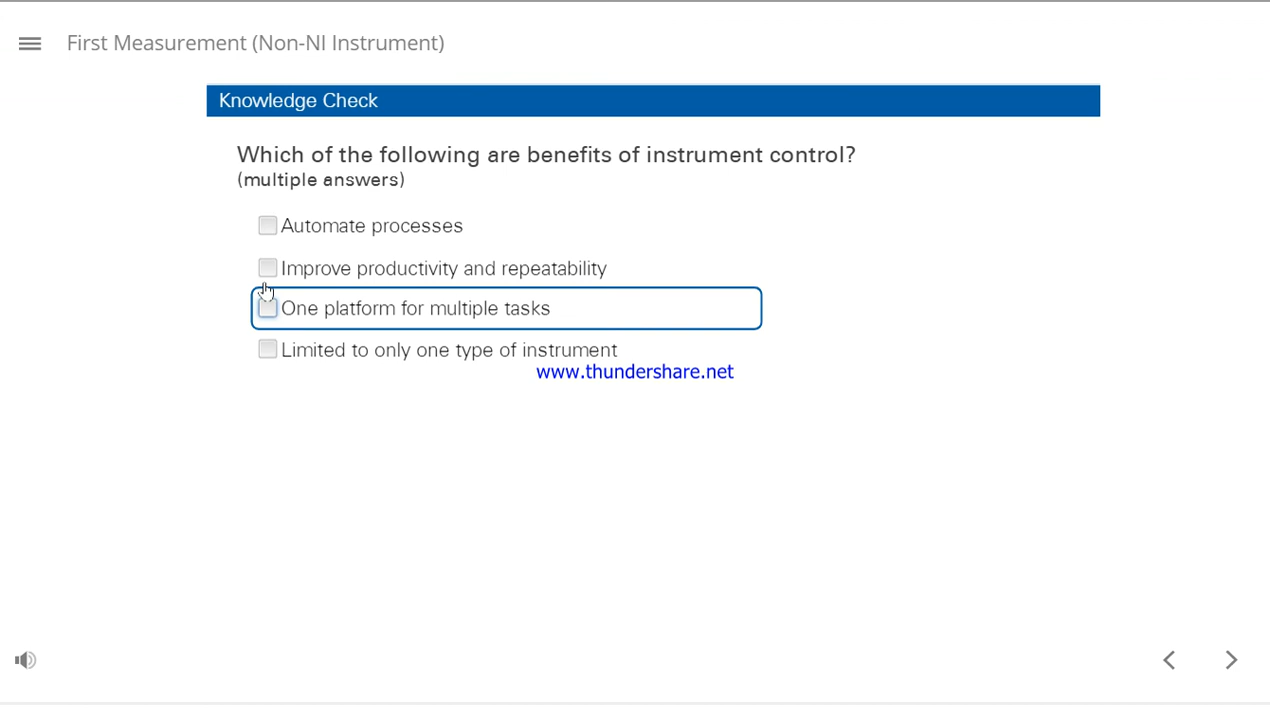 First Measurement (Non-NI Instrument)
Knowledge Check
Which of the following are benefits of instrument control?
(multiple answers)
Automate processes
Improve productivity and repeatability
One platform for multiple tasks
Limited to only one type of instrument
www.thundershare.net